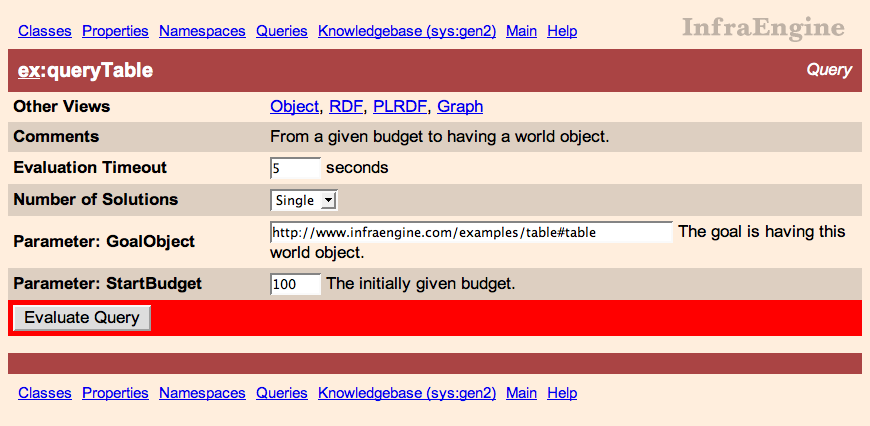 Classes Properties Namespaces Queries Knowledgebase (sys:gen2) Main Help InfraEngine
ex:queryTable Query
Other Views Object, RDF, PLRDF, Graph
Comments From a given budget to having a world object.
Evaluation Timeout 5 seconds
Number of Solutions Single
Parameter: GoalObject http://www.infraengine.com/examples/table#table The goal is having this
world object.
Parameter: StartBudget 100 The initially given budget.
Evaluate Query
Classes Properties Namespaces Queries Knowledgebase (sys:gen2) Main Help